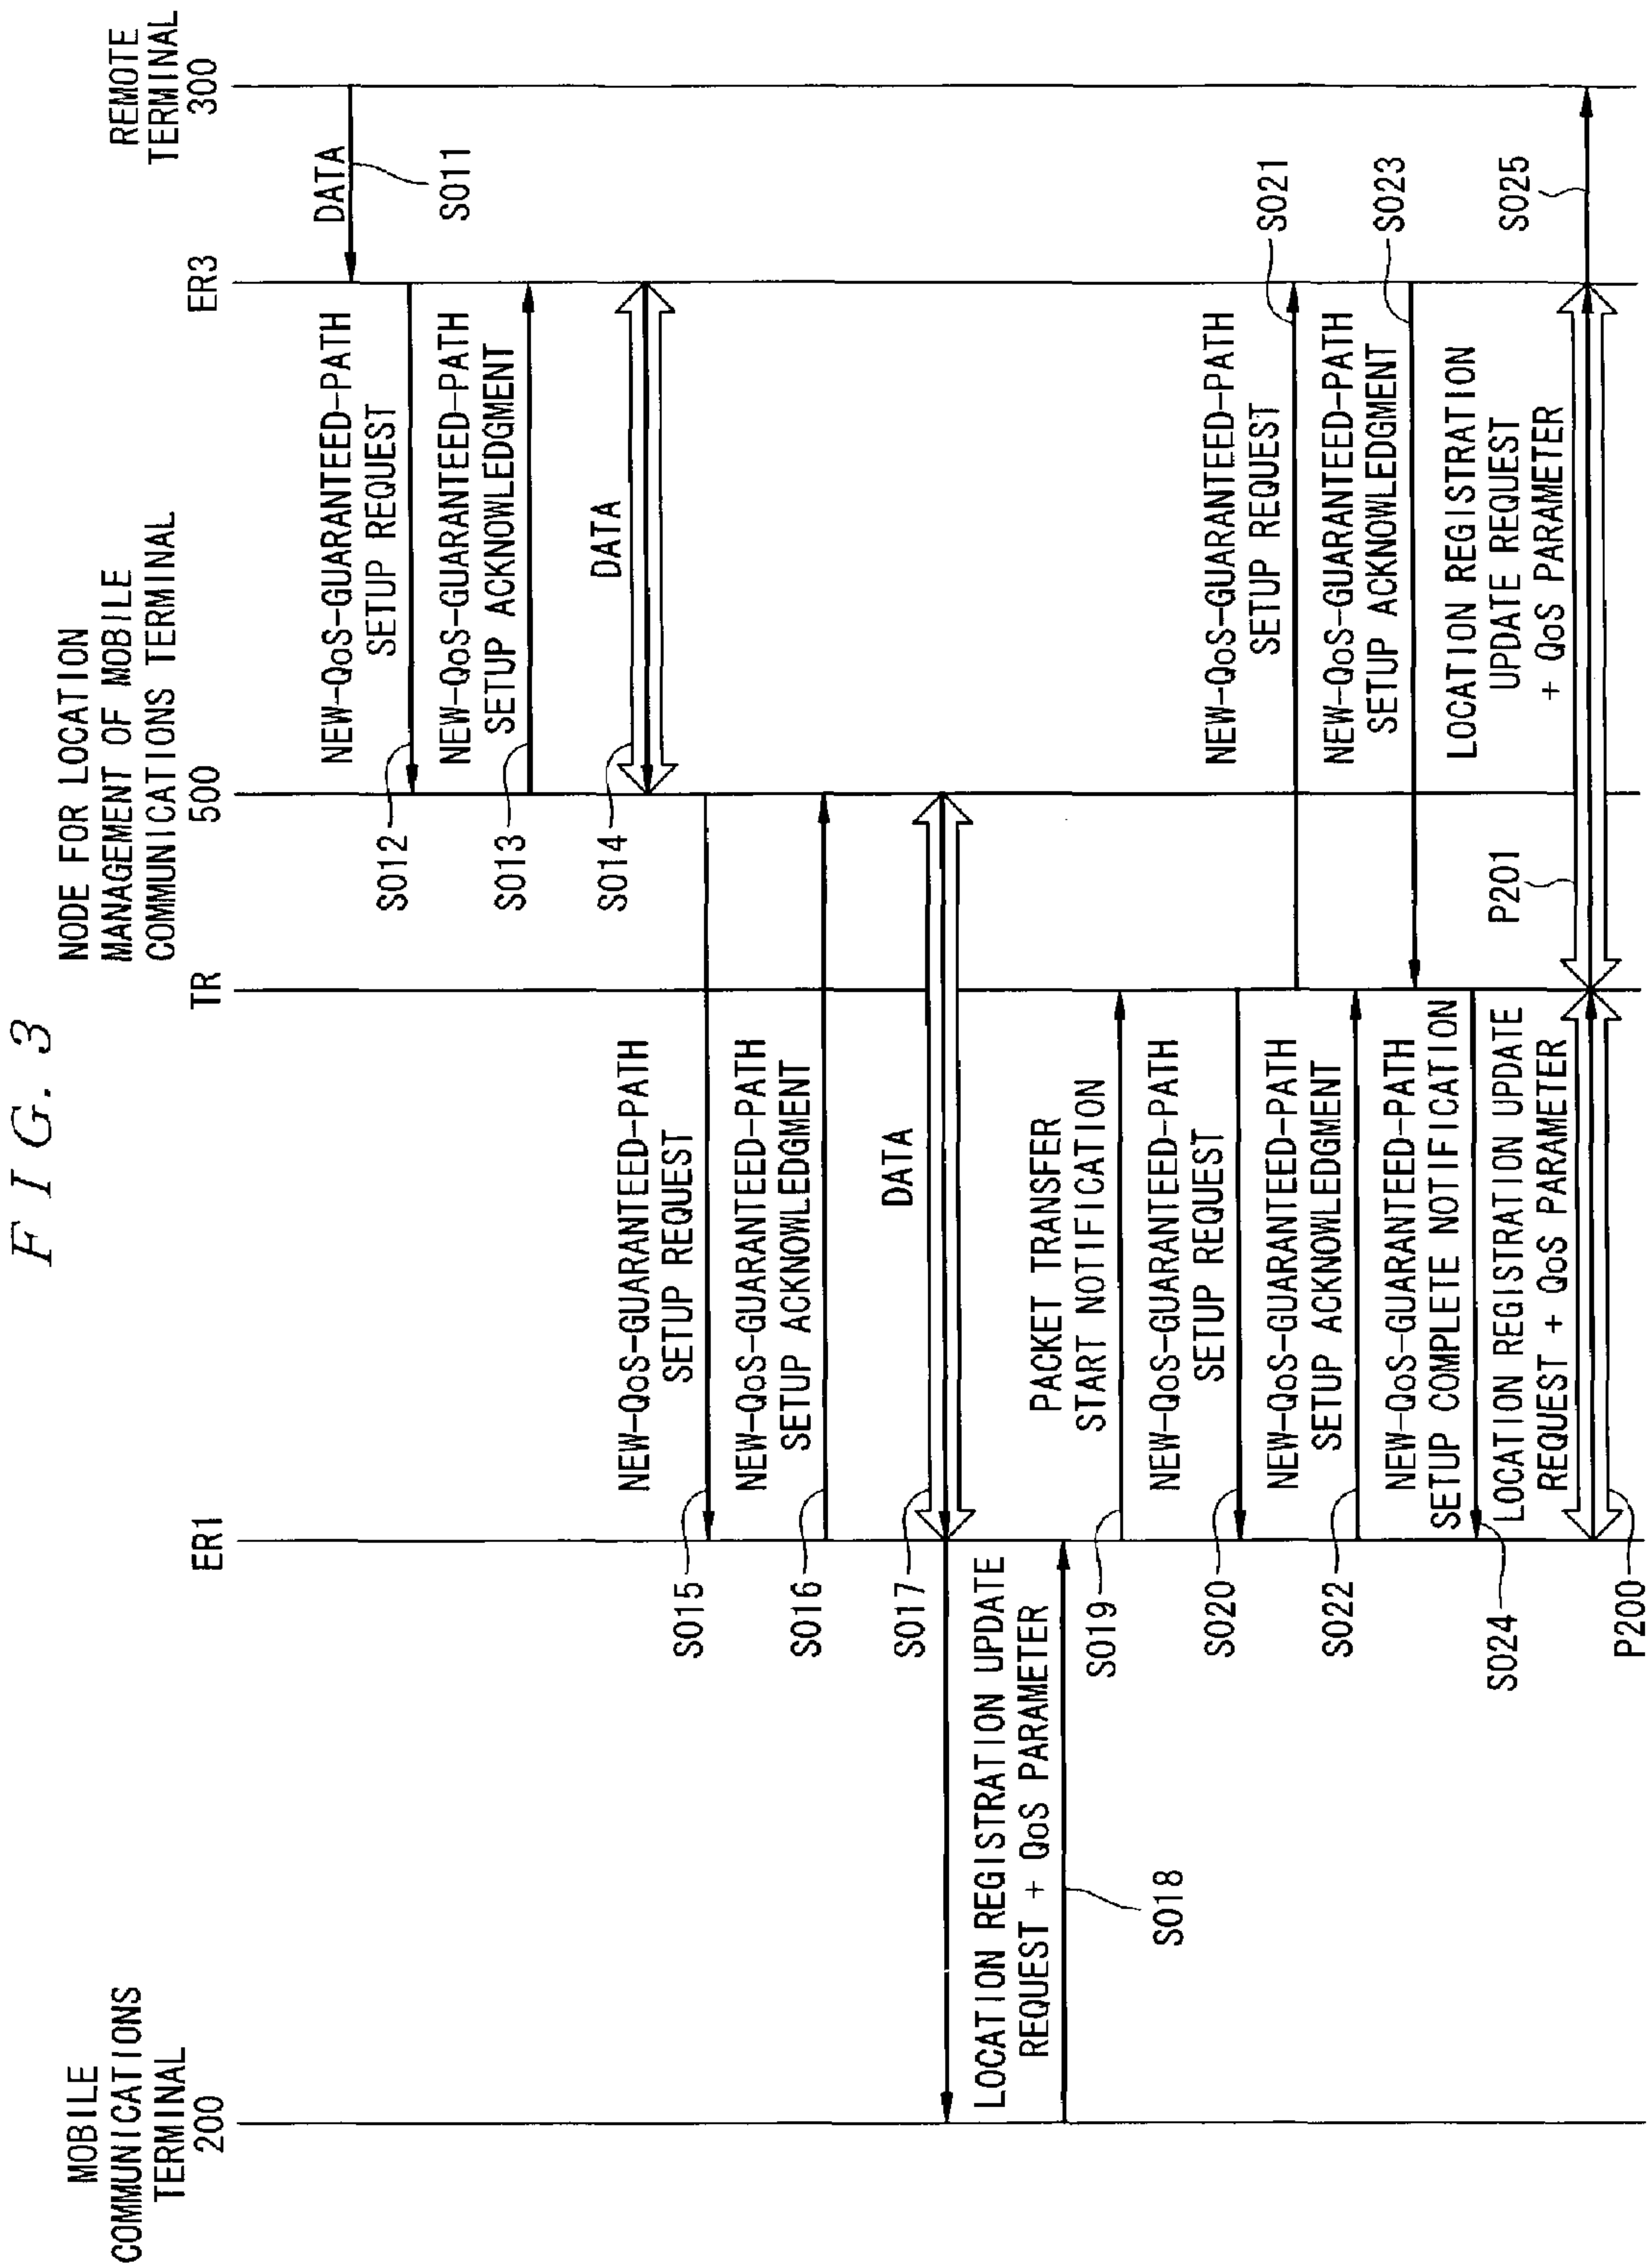 FIG. 3
MOBILE
COMMUNICATIONS
TERMINAL
200
ER1
TR
NODE FOR LOCATION
MANAGEMENT OF MOBILE
COMMUNICATIONS TERMINAL
500
ER3
REMOTE
TERMINAL
300
DATA
S011
NEW-QoS-GUARANTEED-PATH
SETUP REQUEST
S012
NEW-QoS-GUARANTEED-PATH
SETUP ACKNOWLEDGMENT
S013
DATA
S014
NEW-QoS-GUARANTEED-PATH
SETUP REQUEST
S015
NEW-QoS-GUARANTEED-PATH
SETUP ACKNOWLEDGMENT
S016
DATA
S017
LOCATION REGISTRATION UPDATE
REQUEST + QoS PARAMETER
S018
PACKET TRANSFER
START NOTIFICATION
S019
NEW-QoS-GUARANTEED-PATH
SETUP REQUEST
S020
NEW-QoS-GUARANTEED-PATH
SETUP REQUEST
S021
NEW-QoS-GUARANTEED-PATH
SETUP ACKNOWLEDGMENT
S022
NEW-QoS-GUARANTEED-PATH
SETUP ACKNOWLEDGMENT
S023
NEW-QoS-GUARANTEED-PATH
SETUP COMPLETE NOTIFICATION
S024
LOCATION REGISTRATION UPDATE
REQUEST + QoS PARAMETER
P200
LOCATION REGISTRATION
UPDATE REQUEST
+ QoS PARAMETER
P201
S025